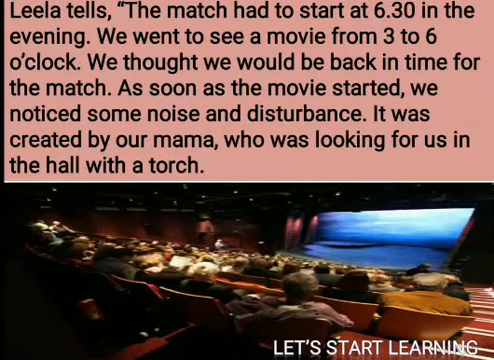 Leela tells, “The match had to start at 6.30 in the
evening. We went to see a movie from 3 to 6
o’clock. We thought we would be back in time for
the match. As soon as the movie started, we
noticed some noise and disturbance. It was
created by our mama, who was looking for us in
the hall with a torch.
LET’S START LEARNING